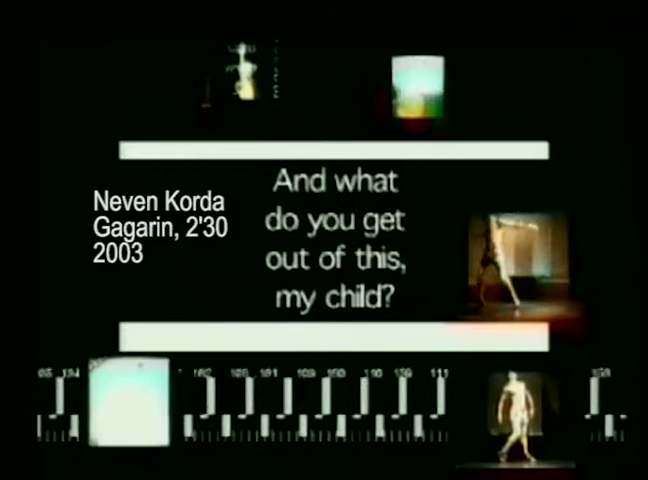 And what
do you get
out of this,
my child?
Neven Korda
Gagarin, 2'30
2003